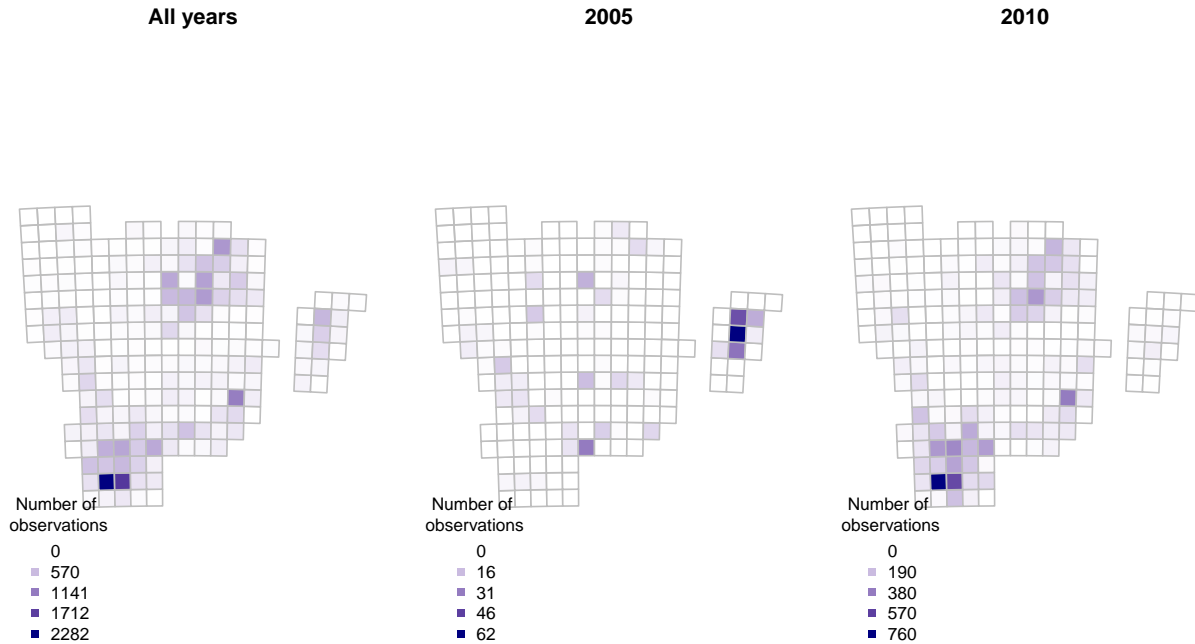 All years
2005
2010
Number of
observations
0
570
1141
1712
2282
Number of
observations
0
16
31
46
62
Number of
observations
0
190
380
570
760